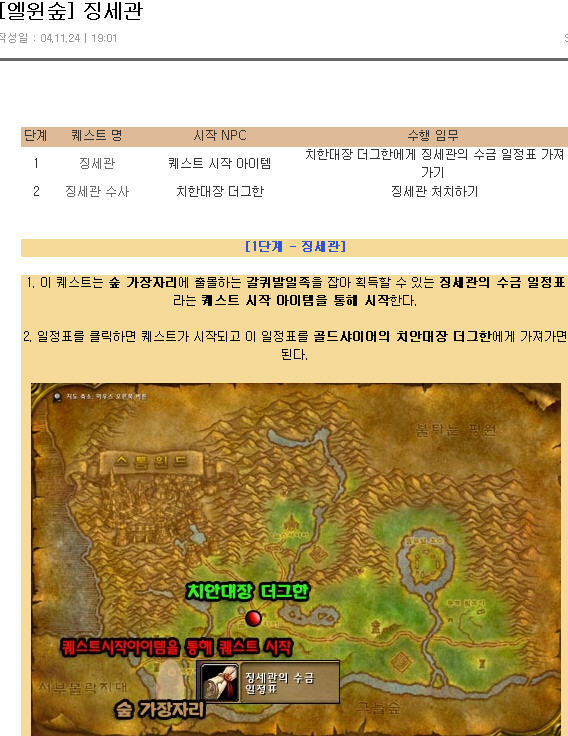 [엘윈숲] 징세관
작성일 : 04.11.24 | 19:01
단계 퀘스트 명 시작 NPC 수행 임무
1 징세관 퀘스트 시작 아이템 치한대장 더그한에게 징세관의 수금 일정표 가져
가기
2 징세관 수사 치한대장 더그한 징세관 처치하기
[1단계 - 징세관]
1. 이 퀘스트는 숲 가장자리에 출몰하는 갈퀴발일족을 잡아 획득할 수 있는 징세관의 수금 일정표
라는 퀘스트 시작 아이템을 통해 시작한다.
2. 일정표를 클릭하면 퀘스트가 시작되고 이 일정표를 골드샤이어의 치안대장 더그한에게 가져가면
된다.
지도 축소: 마우스 오른쪽 버튼
불타는 평원
스톰윈드
치안대장 더그한
퀘스트시작아이템을 통해 퀘스트 시작
징세관의 수금
일정표
서부몰락지대
숲 가장자리
그늘숲